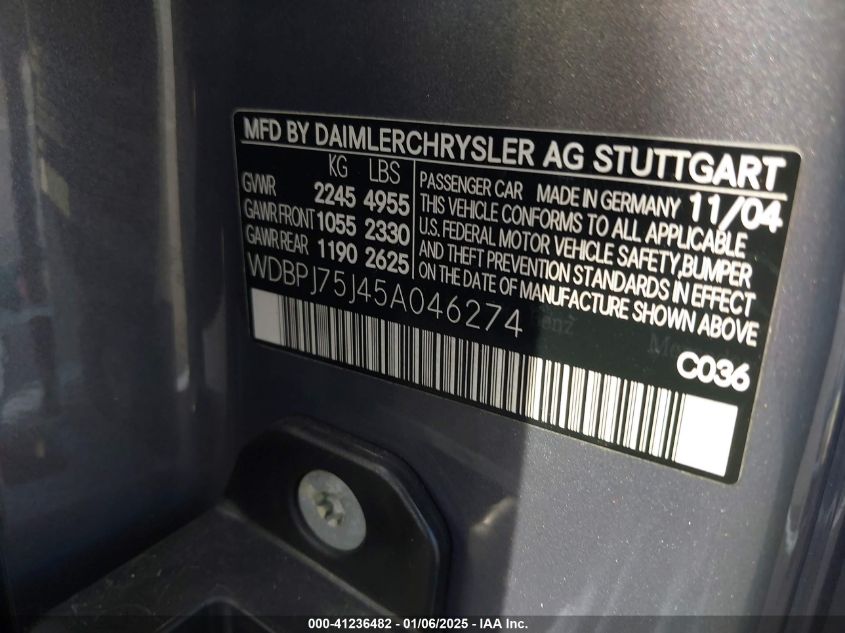 MFD BY DAIMLERCHRYSLER AG STUTTGART
KG LBS
GVWR 2245 4955
GAWR FRONT 1055 2330
GAWR REAR 1190 2625
PASSENGER CAR MADE IN GERMANY 11/04
THIS VEHICLE CONFORMS TO ALL APPLICABLE
U.S. FEDERAL MOTOR VEHICLE SAFETY,BUMPER
AND THEFT PREVENTION STANDARDS IN EFFECT
ON THE DATE OF MANUFACTURE SHOWN ABOVE
WDBPJ75J45A046274
C036
000-41236482 - 01/06/2025 - IAA Inc.